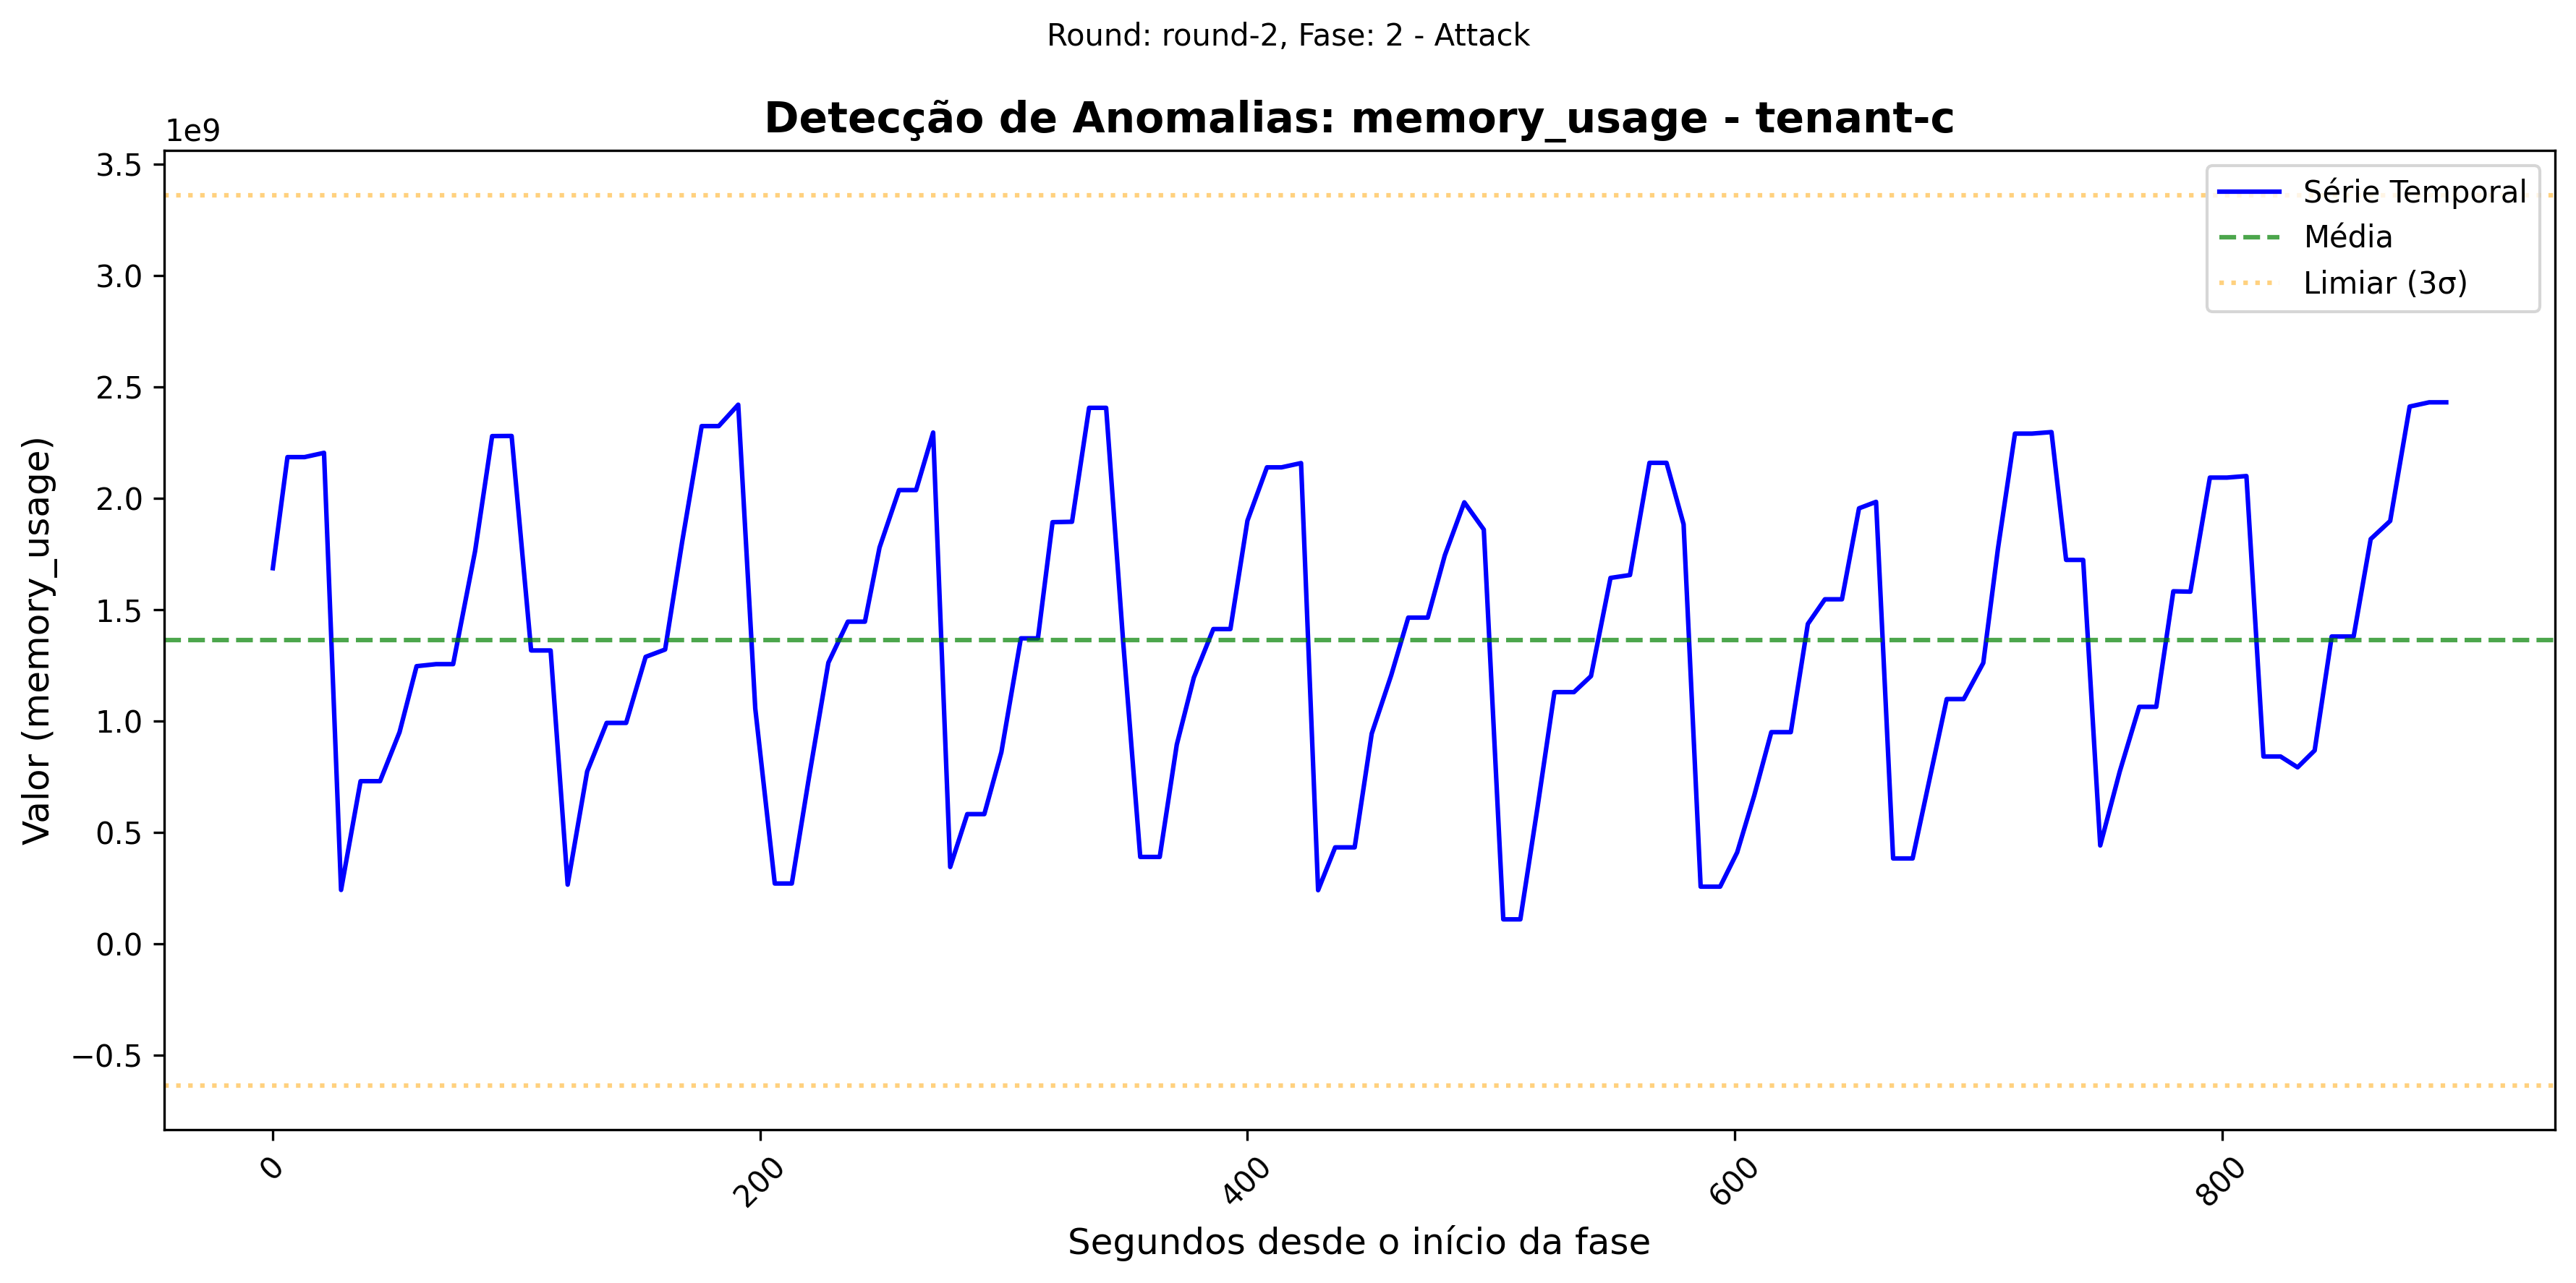 Round: round-2, Fase: 2 - Attack
Detecção de Anomalias: memory_usage - tenant-c
1e9
3.5
3.0
2.5
2.0
1.5
1.0
0.5
0.0
−0.5
Valor (memory_usage)
Série Temporal
Média
Limiar (3σ)
0
200
400
600
800
Segundos desde o início da fase